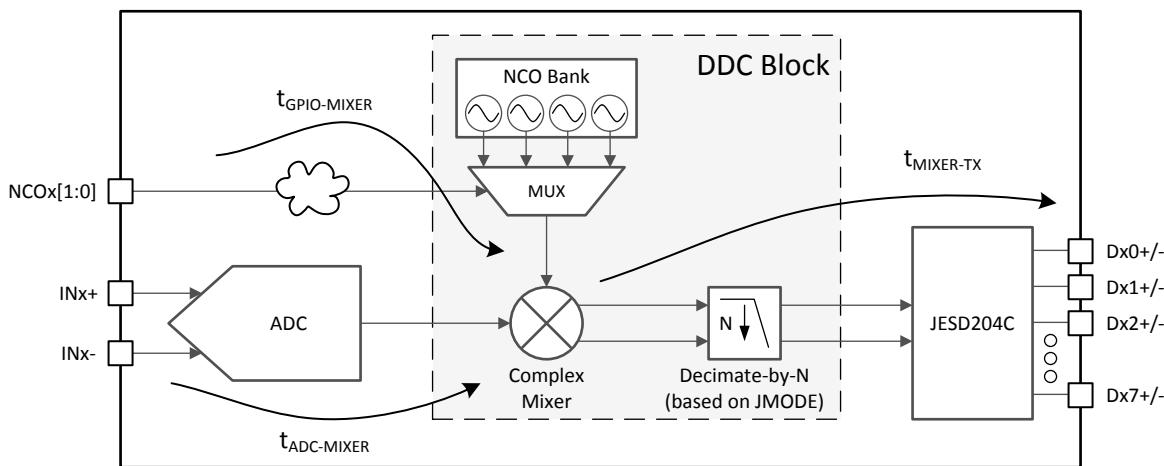 NCO Bank
DDC Block
tGPIO-MIXER
MUX
tMIXER-TX
NCOx[1:0]
INx+
INx-
ADC
Complex
Mixer
N
Decimate-by-N
(based on JMODE)
JESD204C
Dx0+/-
Dx1+/-
Dx2+/-
Dx7+/-
tADC-MIXER